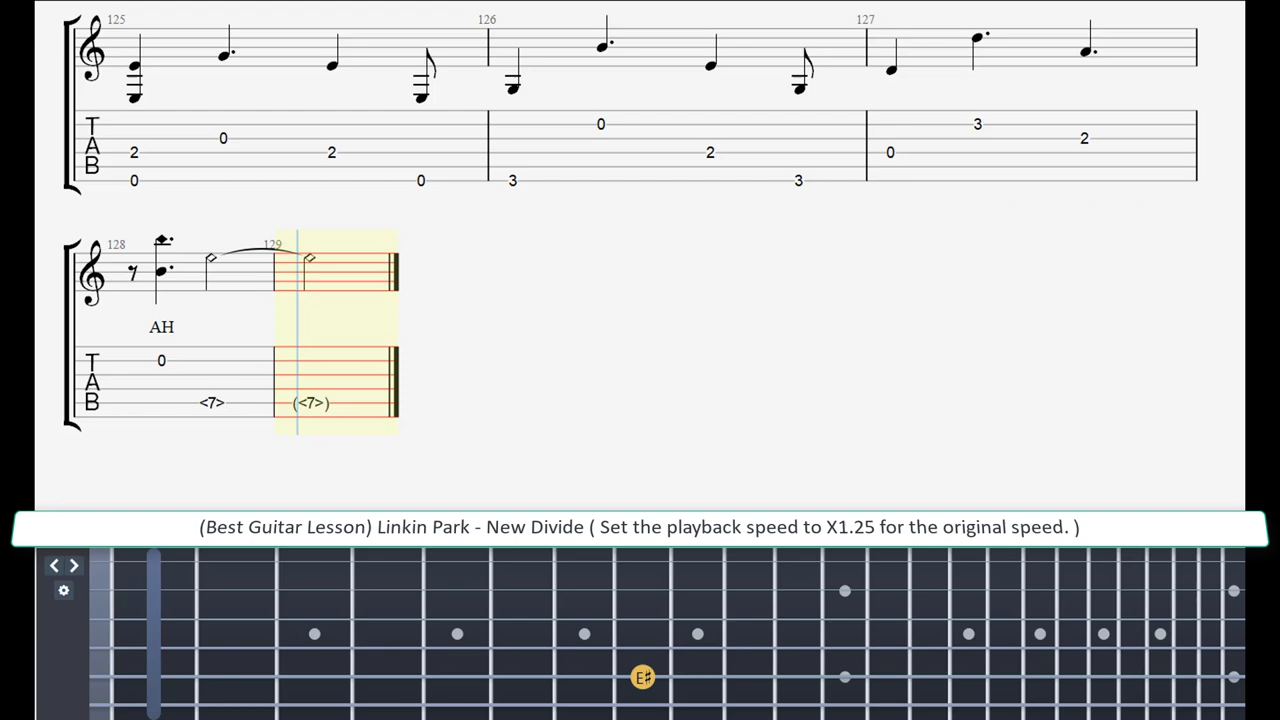 125 126 127
T 0 0 3
A 2 2 2 0 2
B 0 0 3 3
128 129
AH
T 0
A
B <7> (<7>)
(Best Guitar Lesson) Linkin Park - New Divide ( Set the playback speed to X1.25 for the original speed. )
E♯